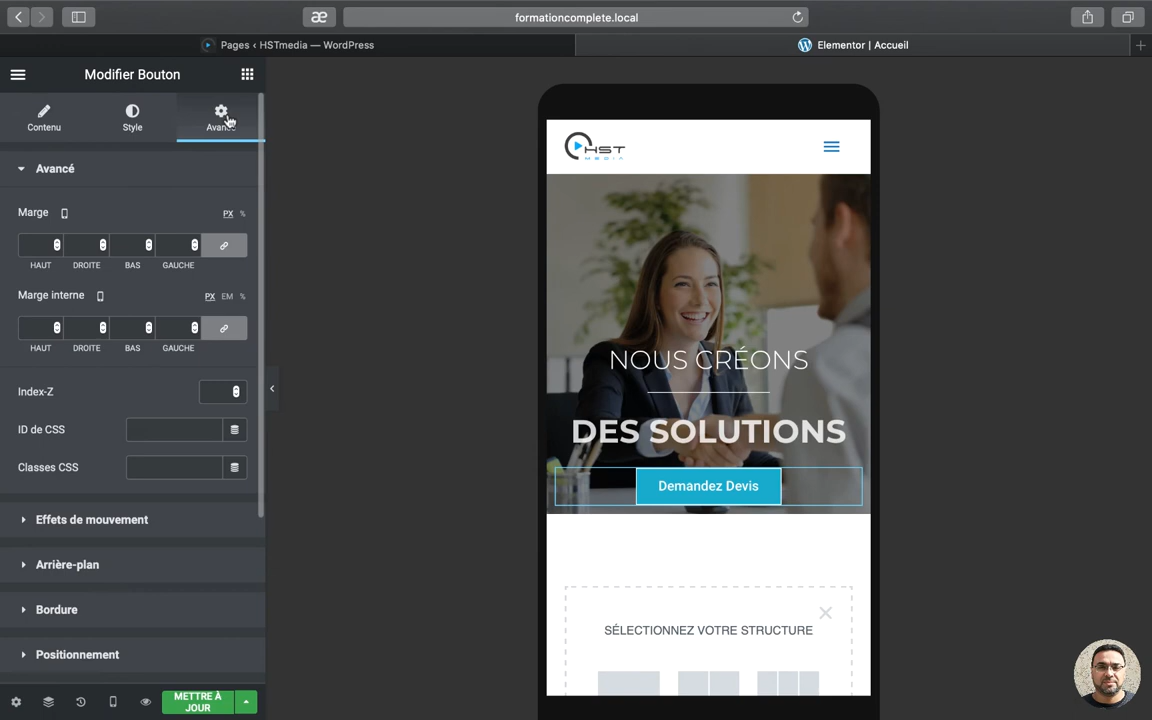 formationcomplete.local
Pages ‹ HSTmedia — WordPress
Elementor | Accueil
Modifier Bouton
Contenu
Style
Avancé
Avancé
Marge
PX %
HAUT DROITE BAS GAUCHE
Marge interne
PX EM %
HAUT DROITE BAS GAUCHE
Index-Z
ID de CSS
Classes CSS
Effets de mouvement
Arrière-plan
Bordure
Positionnement
METTRE À
JOUR
HST
MEDIA
NOUS CRÉONS
DES SOLUTIONS
Demandez Devis
SÉLECTIONNEZ VOTRE STRUCTURE